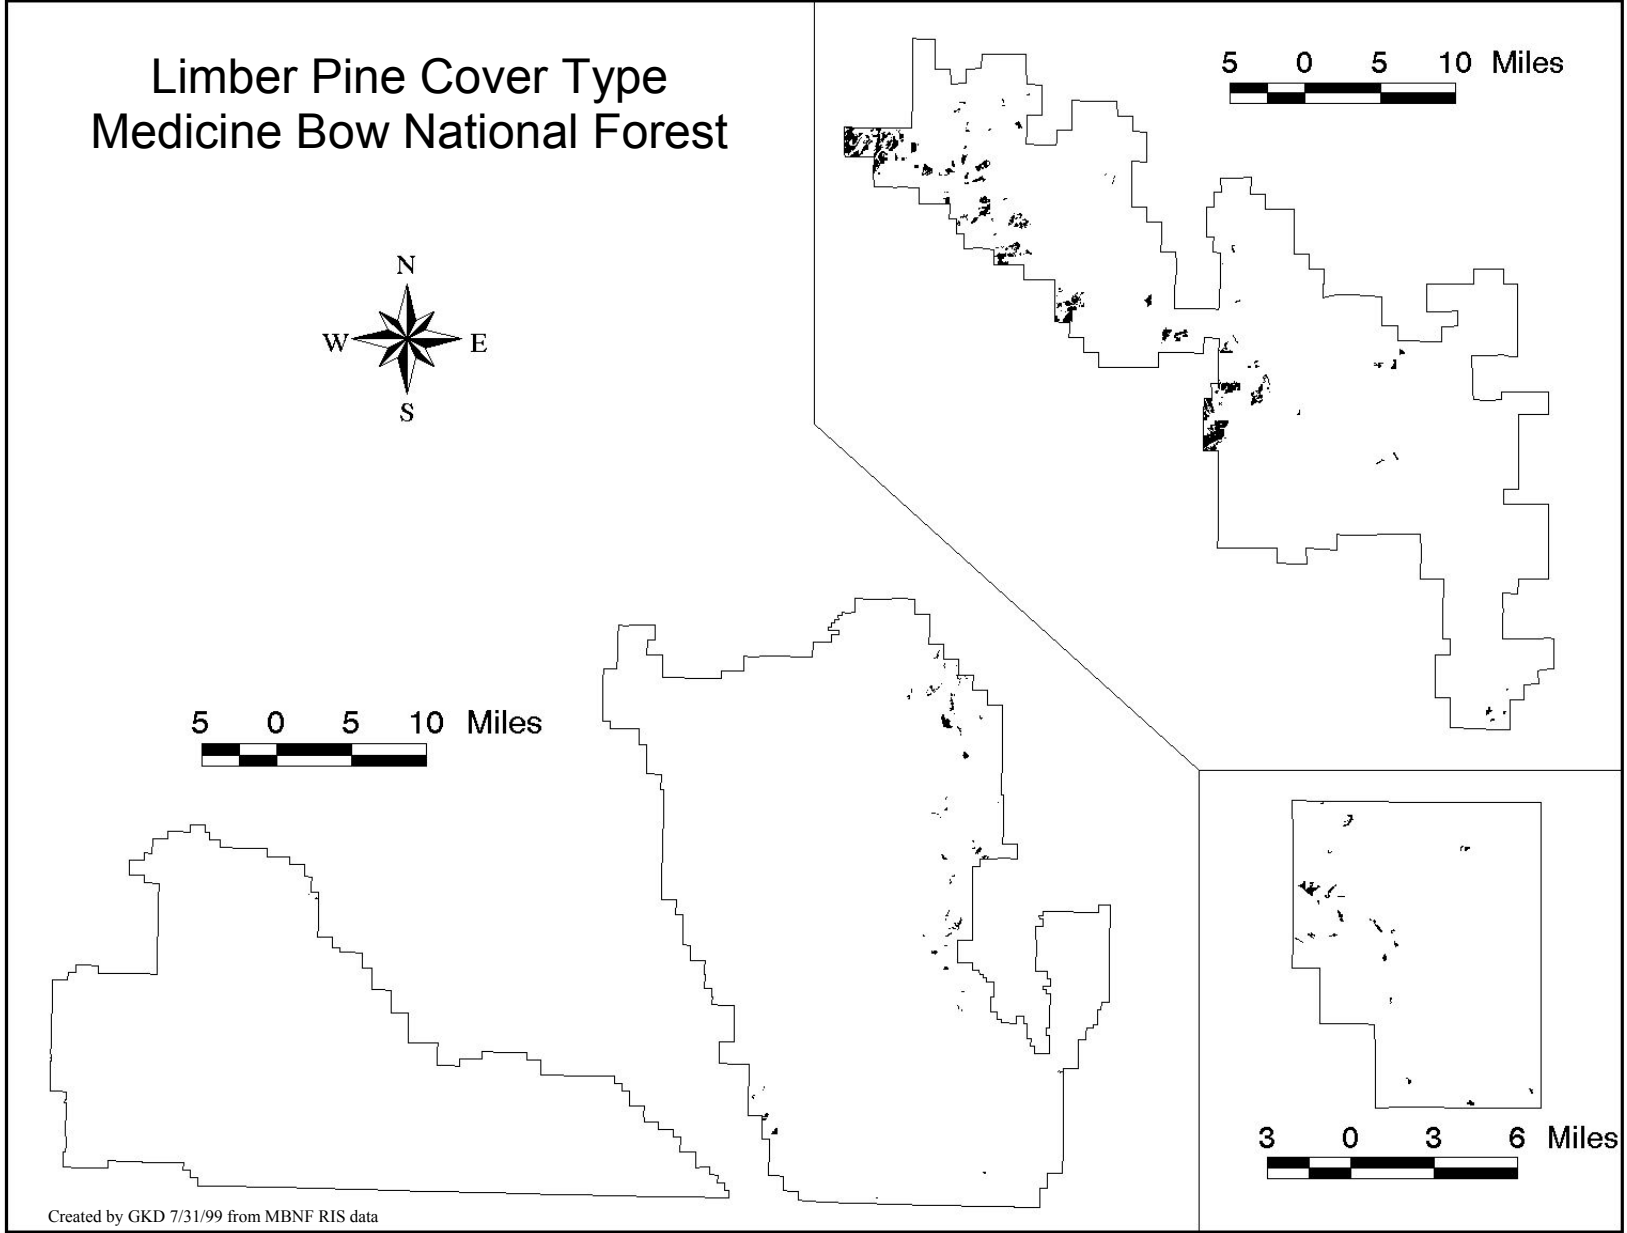 Limber Pine Cover Type
Medicine Bow National Forest
5 0 5 10 Miles
N
W E
S
5 0 5 10 Miles
3 0 3 6 Miles
Created by GKD 7/31/99 from MBNF RIS data